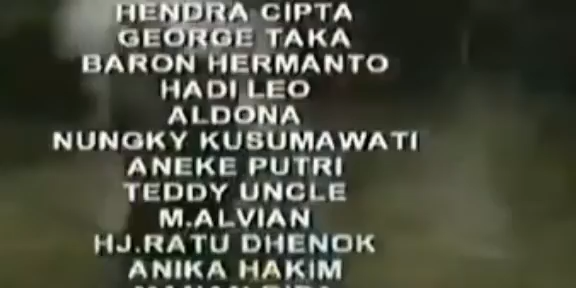 HENDRA CIPTA
GEORGE TAKA
BARON HERMANTO
HADI LEO
ALDONA
NUNGKY KUSUMAWATI
ANEKE PUTRI
TEDDY UNCLE
M.ALVIAN
HJ.RATU DHENOK
ANIKA HAKIM